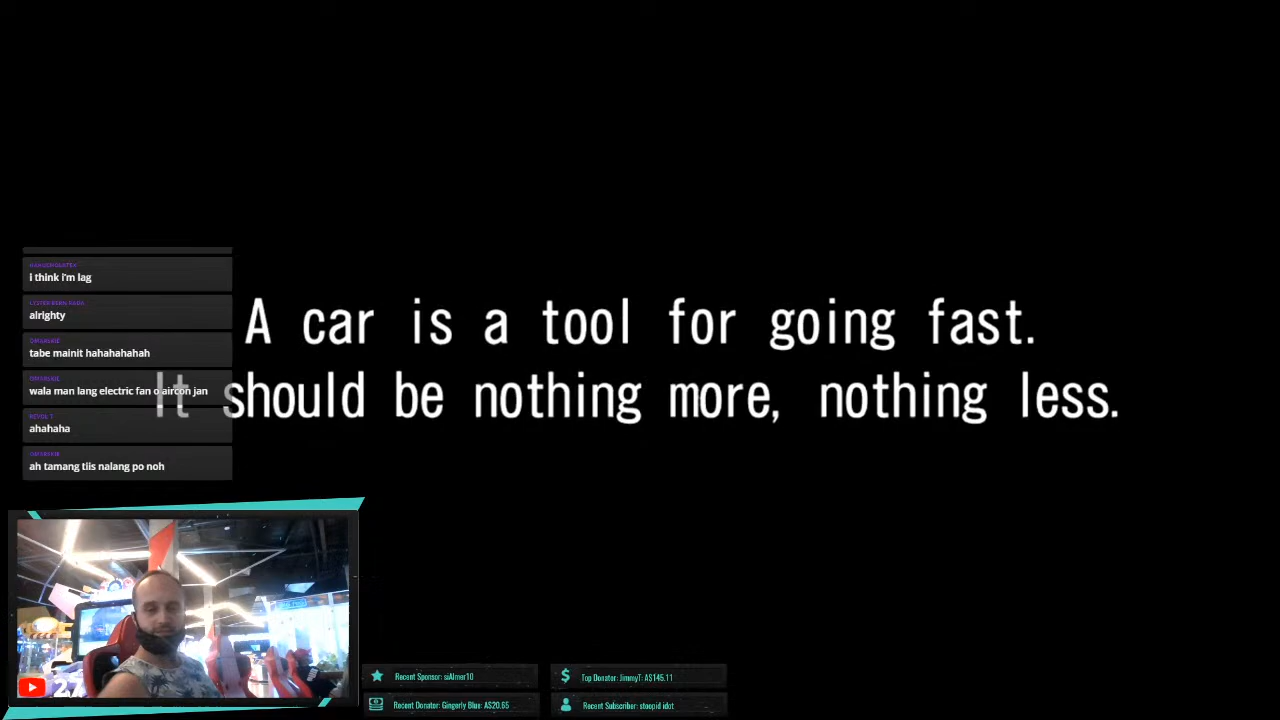 i think i'm lag
alrighty
tabe mainit hahahahahah
wala man lang electric fan o aircon jan
ahahaha
ah tamang tiis nalang po noh
A car is a tool for going fast.
It should be nothing more, nothing less.
Recent Sponsor: siAlmer10
Top Donator: JimmyT: A$145.11
Recent Donator: Gingerly Blue: A$20.65
Recent Subscriber: stoopid idot